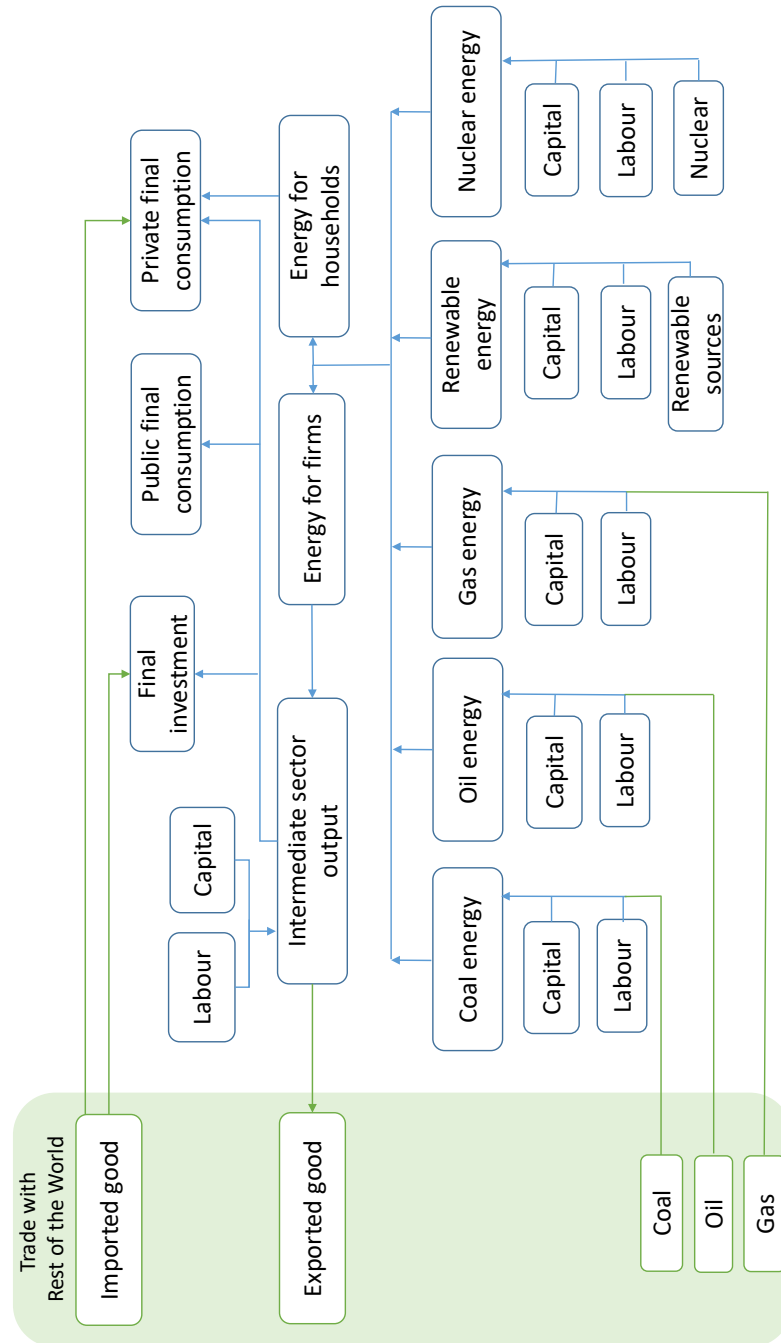 Trade with
Rest of the World
Imported good
Exported good
Coal
Oil
Gas
Labour
Capital
Final
investment
Public final
consumption
Private final
consumption
Intermediate sector
output
Energy for firms
Energy for
households
Coal energy
Oil energy
Gas energy
Renewable
energy
Nuclear energy
Capital
Labour
Capital
Labour
Capital
Labour
Capital
Labour
Renewable
sources
Capital
Labour
Nuclear